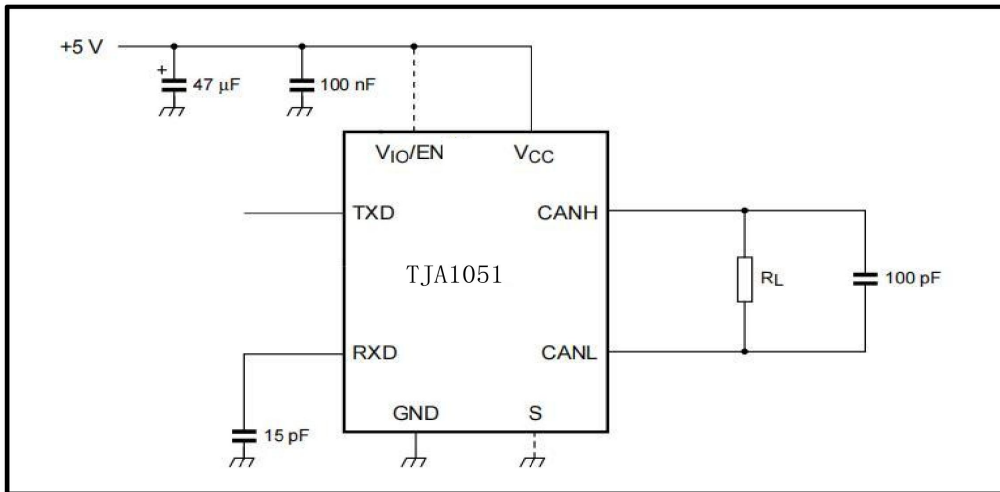 +5 V
+
47 µF
100 nF
VIO/EN
VCC
TXD
CANH
TJA1051
RL
100 pF
RXD
CANL
GND
S
15 pF